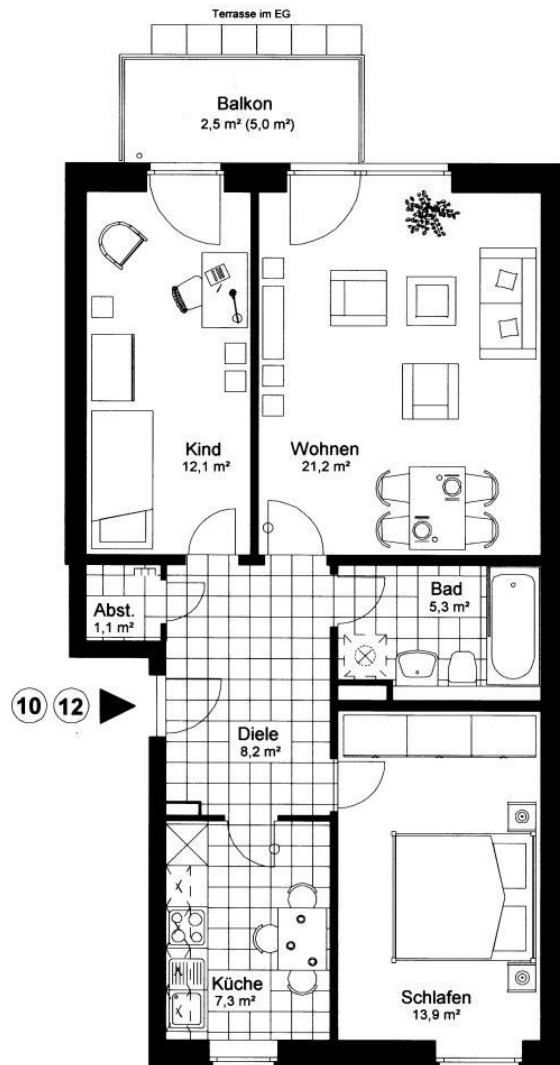 Terrasse im EG
Balkon
2,5 m² (5,0 m²)
Kind
12,1 m²
Wohnen
21,2 m²
Abst.
1,1 m²
Bad
5,3 m²
10 12
Diele
8,2 m²
Küche
7,3 m²
Schlafen
13,9 m²